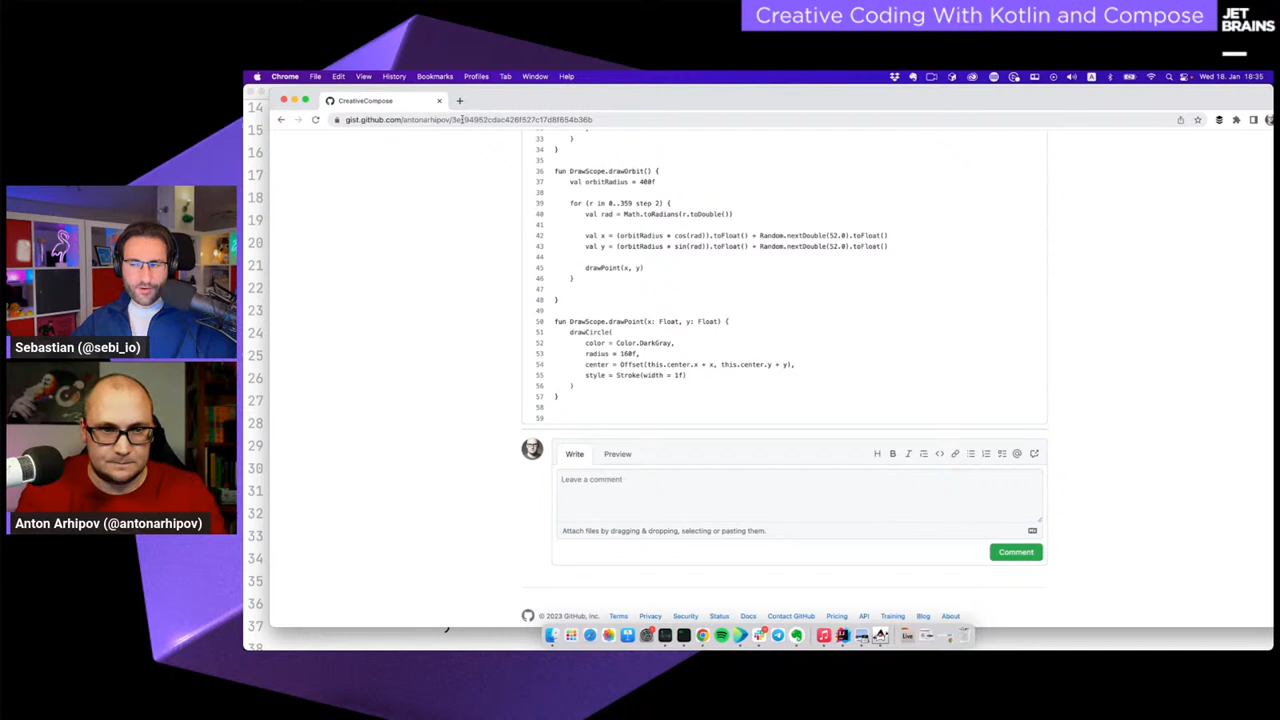 Creative Coding With Kotlin and Compose
JET
BRAINS
Chrome File Edit View History Bookmarks Profiles Tab Window Help
Wed 18. Jan 18:35
CreativeCompose
14
15
16
17
18
19
20
21
22
23
24
25
26
27
28
29
30
31
32
33
34
35
36
37
38
33 }
34 }
35
36 fun DrawScope.drawOrbit() {
37 val orbitRadius = 400f
38
39 for (r in 0..359 step 2) {
40 val rad = Math.toRadians(r.toDouble())
41
42 val x = (orbitRadius * cos(rad)).toFloat() + Random.nextDouble(52.0).toFloat()
43 val y = (orbitRadius * sin(rad)).toFloat() + Random.nextDouble(52.0).toFloat()
44
45 drawPoint(x, y)
46 }
47
48 }
49
50 fun DrawScope.drawPoint(x: Float, y: Float) {
51 drawCircle(
52 color = Color.DarkGray,
53 radius = 160f,
54 center = Offset(this.center.x + x, this.center.y + y),
55 style = Stroke(width = 1f)
56 )
57 }
58
59
Write Preview
Leave a comment
Attach files by dragging & dropping, selecting or pasting them.
Comment
© 2023 GitHub, Inc. Terms Privacy Security Status Docs Contact GitHub Pricing API Training Blog About
Sebastian (@sebi_io)
Anton Arhipov (@antonarhipov)